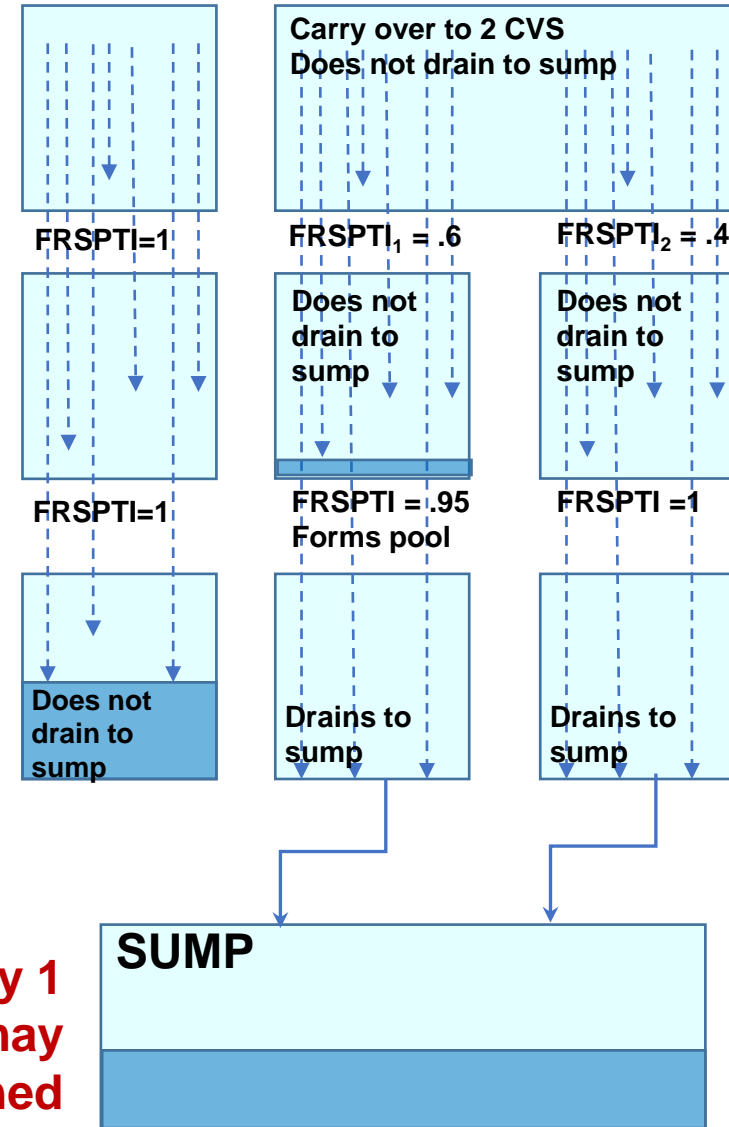 Carry over to 2 CVS
Does not drain to sump
FRSPTI=1
FRSPTI₁ = .6
FRSPTI₂ = .4
Does not
drain to
sump
Does not
drain to
sump
FRSPTI=1
FRSPTI = .95
Forms pool
FRSPTI =1
Does not
drain to
sump
Drains to
sump
Drains to
sump
SUMP
y 1